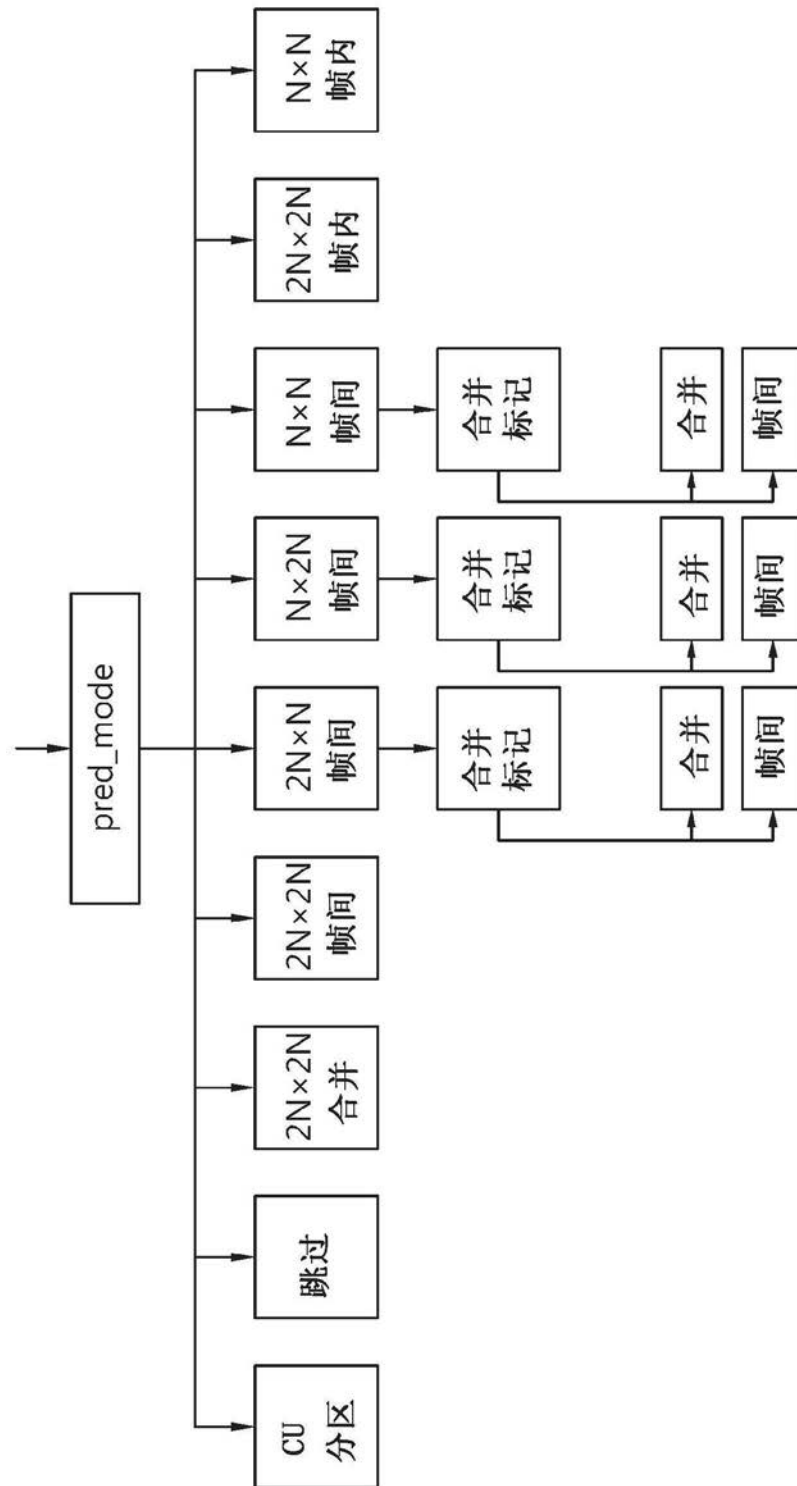 pred_mode
CU
分区
跳过
2N×2N
合并
2N×2N
帧间
2N×N
帧间
N×2N
帧间
N×N
帧间
2N×2N
帧内
N×N
帧内
合并
标记
合并
标记
合并
标记
合并
合并
合并
帧间
帧间
帧间